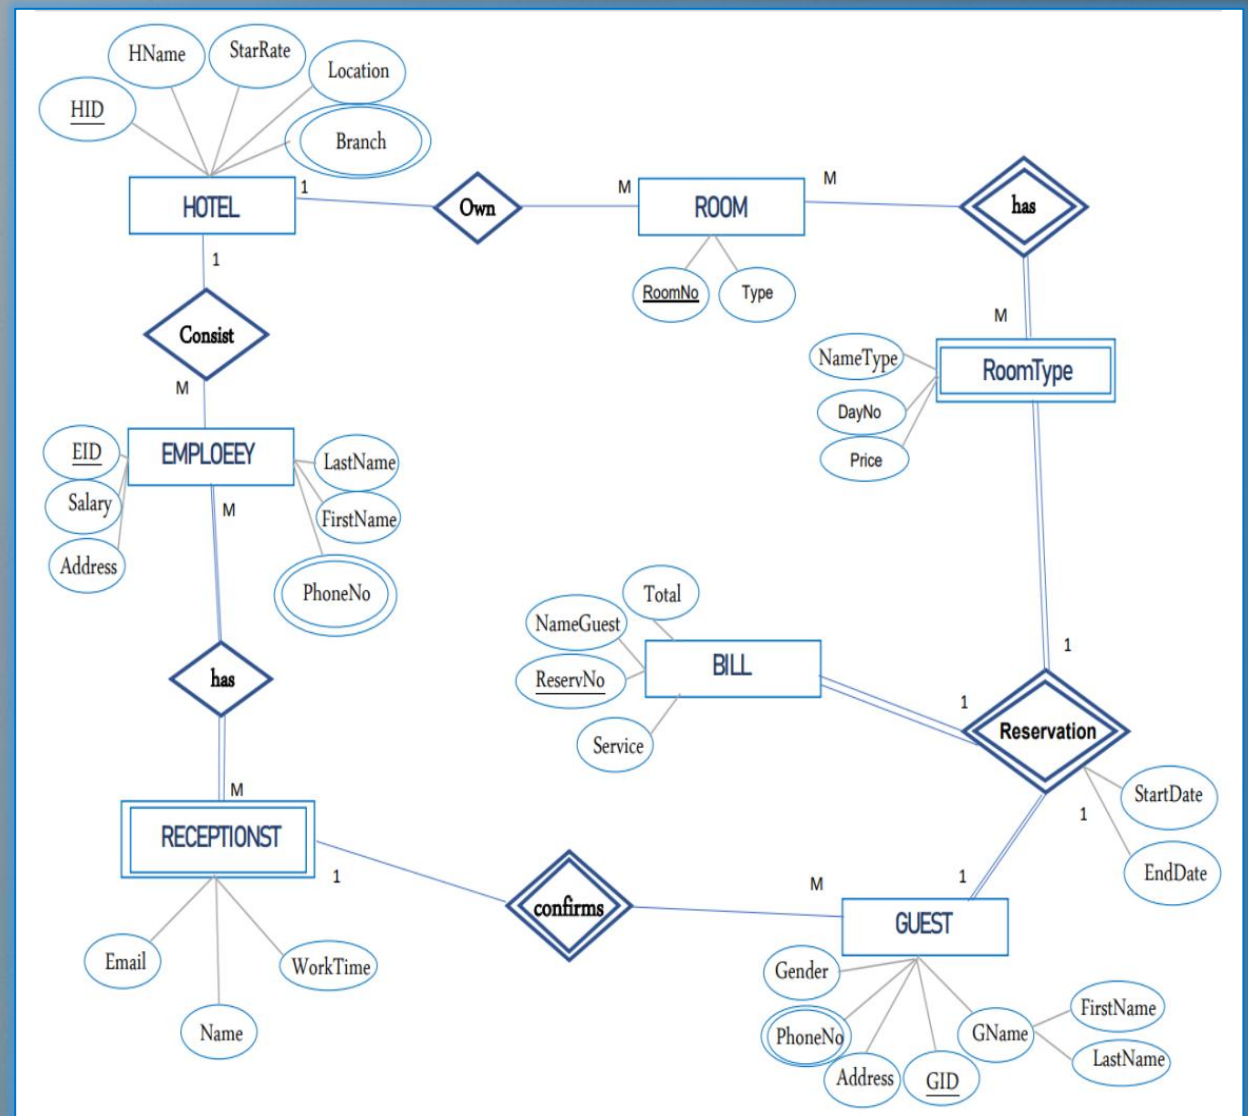 HName
StarRate
Location
HID
Branch
HOTEL
1
Own
M
ROOM
M
has
RoomNo
Type
1
Consist
M
M
NameType
RoomType
DayNo
Price
EID
EMPLOEEY
LastName
Salary
FirstName
Address
PhoneNo
M
has
M
Total
NameGuest
BILL
ReservNo
Service
1
1
Reservation
1
StartDate
EndDate
RECEPTIONST
1
confirms
M
1
GUEST
Email
WorkTime
Name
Gender
PhoneNo
Address
GID
GName
FirstName
LastName